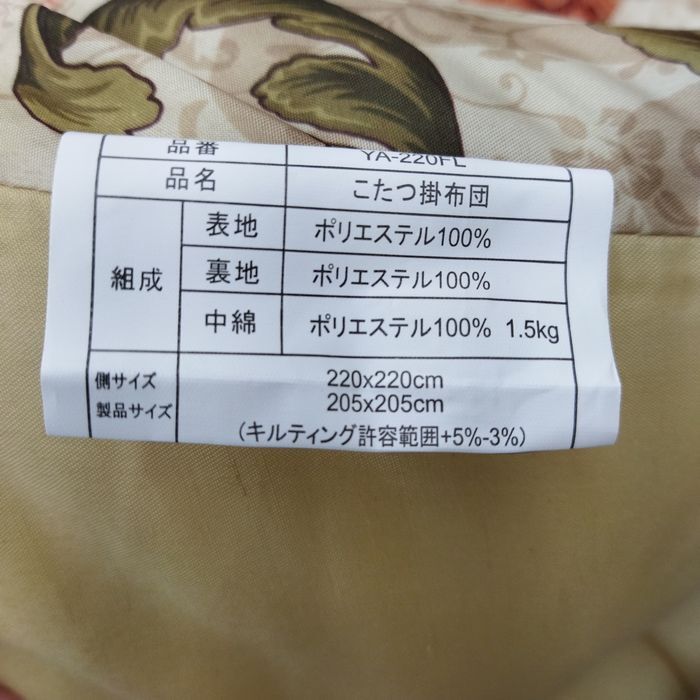 品番 YA-220FL
品名 こたつ掛布団
組成 表地 ポリエステル100%
裏地 ポリエステル100%
中綿 ポリエステル100% 1.5kg
側サイズ 220x220cm
製品サイズ 205x205cm
(キルティング許容範囲+5%-3%)